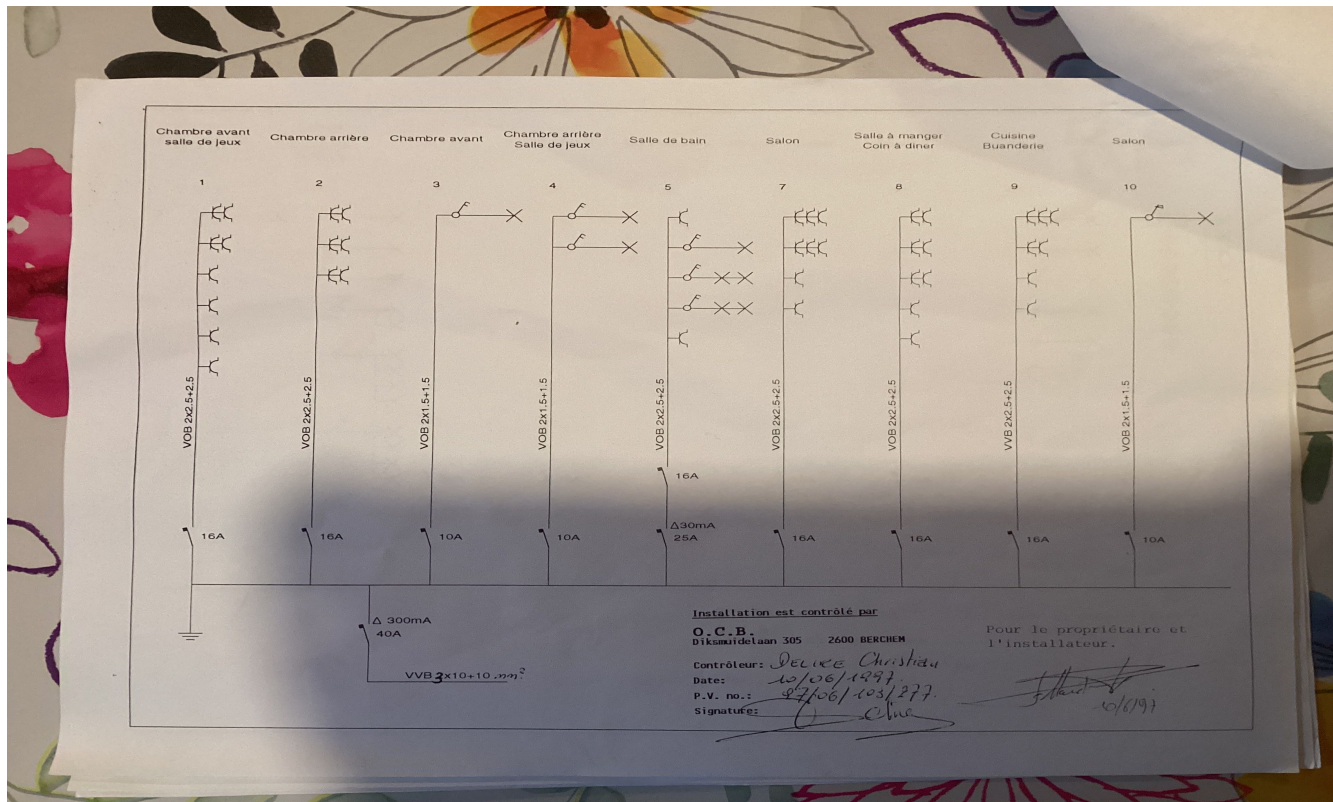 Chambre avant
salle de jeux
Chambre arrière
Chambre avant
Chambre arrière
Salle de jeux
Salle de bain
Salon
Salle à manger
Coin à diner
Cuisine
Buanderie
Salon
1
2
3
4
5
7
8
9
10
VOB 2x2.5+2.5
VOB 2x2.5+2.5
VOB 2x1.5+1.5
VOB 2x1.5+1.5
VOB 2x2.5+2.5
VOB 2x2.5+2.5
VOB 2x2.5+2.5
VVB 2x2.5+2.5
VOB 2x1.5+1.5
16A
16A
16A
10A
10A
Δ30mA
25A
16A
16A
16A
10A
Δ 300mA
40A
VVB 3x10+10 mm²
Installation est contrôlé par
O.C.B.
Diksmuidelaan 305 2600 BERCHEM
Contrôleur: Christian
Date: 10/06/1997
P.V. no.: 97/06/103/277.
Signature:
Pour le propriétaire et
l'installateur.
10/6/97